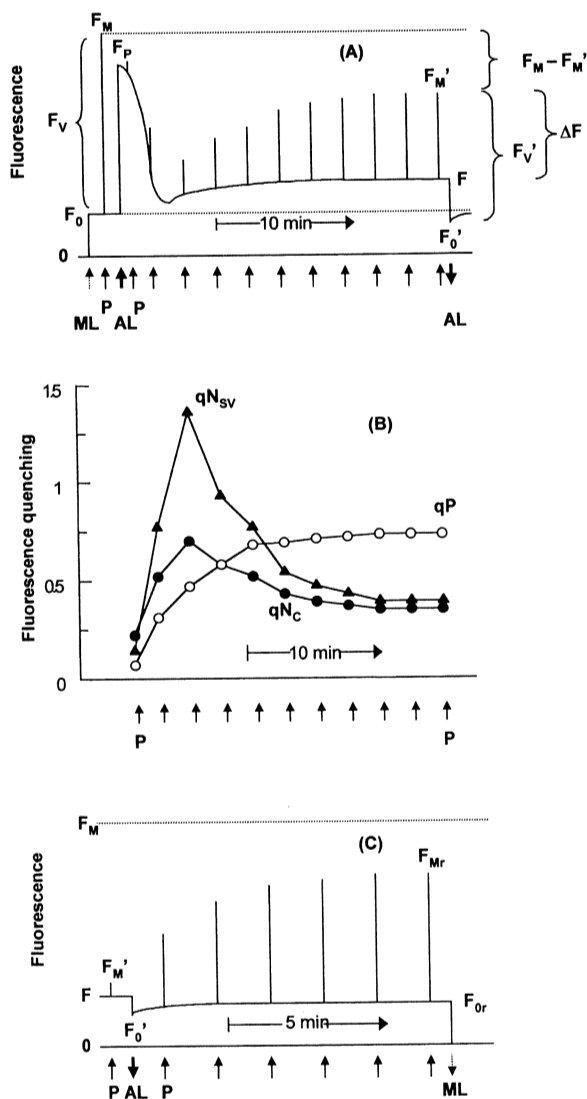 F_M
F_P
(A)
F_M – F_M'
F_M'
Fluorescence
F_V
ΔF
F_V'
F
F_0
10 min
F_0'
0
P
P
ML
AL
AL
1.5
qN_SV
(B)
Fluorescence quenching
1
qP
0.5
qN_C
10 min
0
P
P
F_M
(C)
F_Mr
Fluorescence
F_M'
F
F_0r
F_0'
5 min
0
P AL P
ML